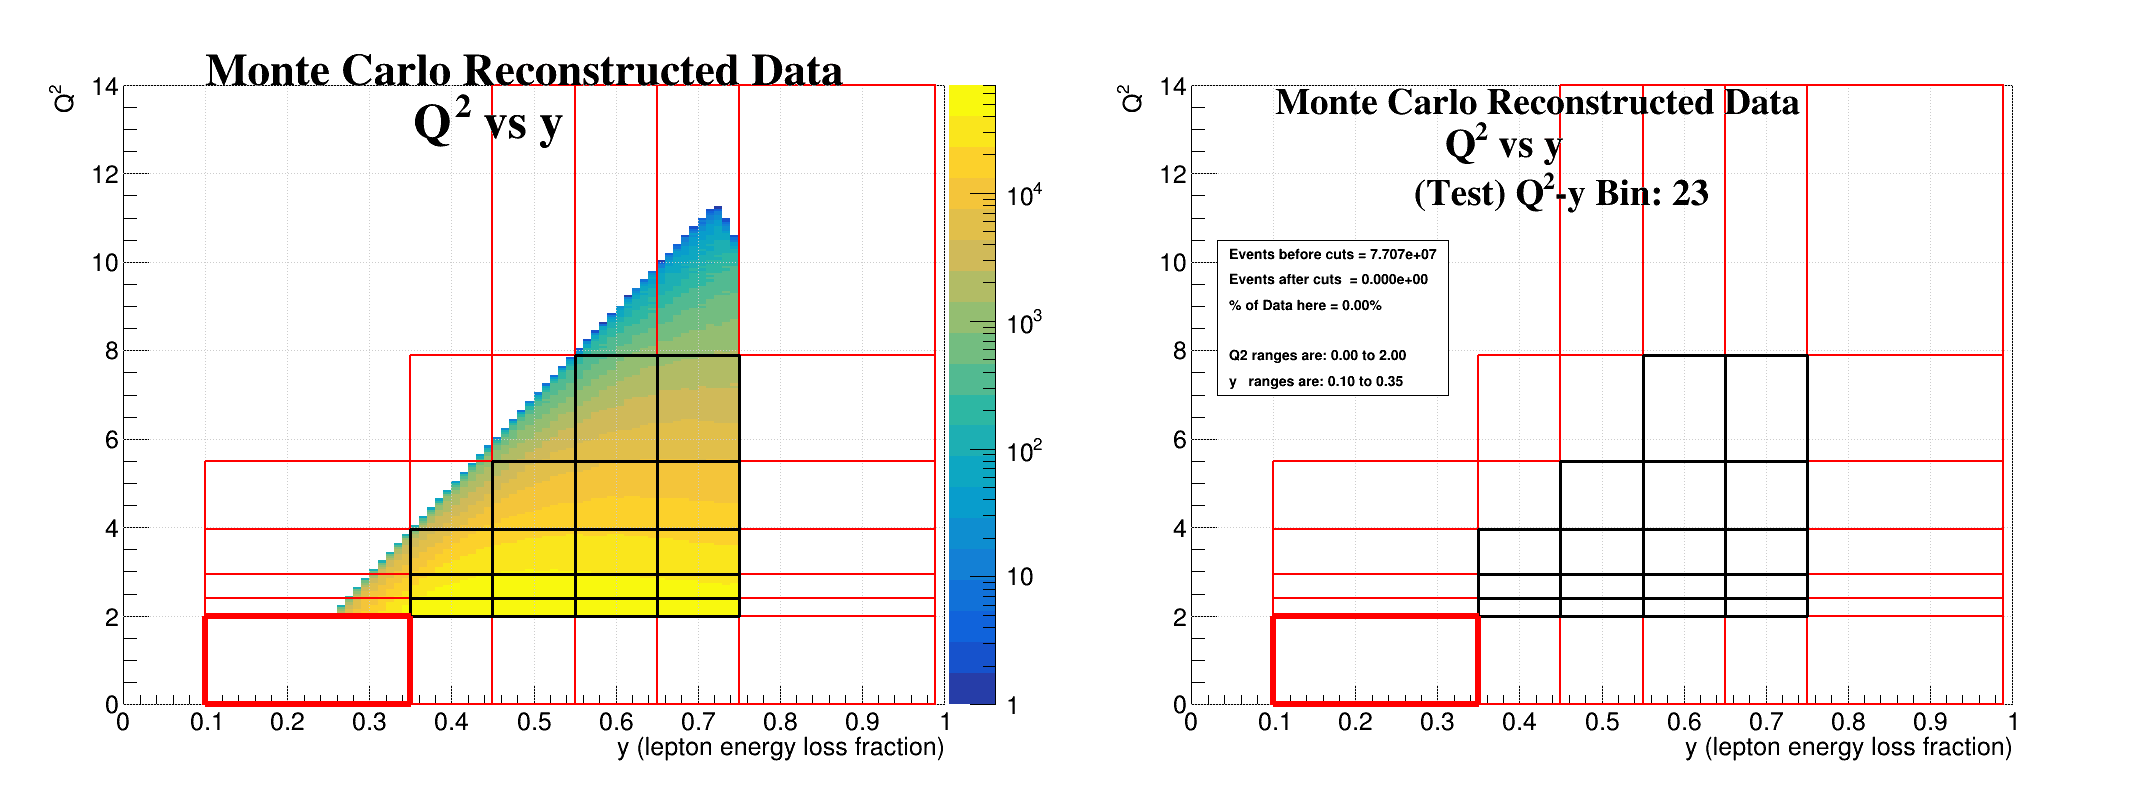 Monte Carlo Reconstructed Data
Q² vs y
Q²
14
12
10
8
6
4
2
0
0 0.1 0.2 0.3 0.4 0.5 0.6 0.7 0.8 0.9 1
y (lepton energy loss fraction)
10⁴
10³
10²
10
1
Monte Carlo Reconstructed Data
Q² vs y
(Test) Q²-y Bin: 23
Q²
14
12
10
8
6
4
2
0
Events before cuts = 7.707e+07
Events after cuts = 0.000e+00
% of Data here = 0.00%
Q2 ranges are: 0.00 to 2.00
y ranges are: 0.10 to 0.35
0 0.1 0.2 0.3 0.4 0.5 0.6 0.7 0.8 0.9 1
y (lepton energy loss fraction)